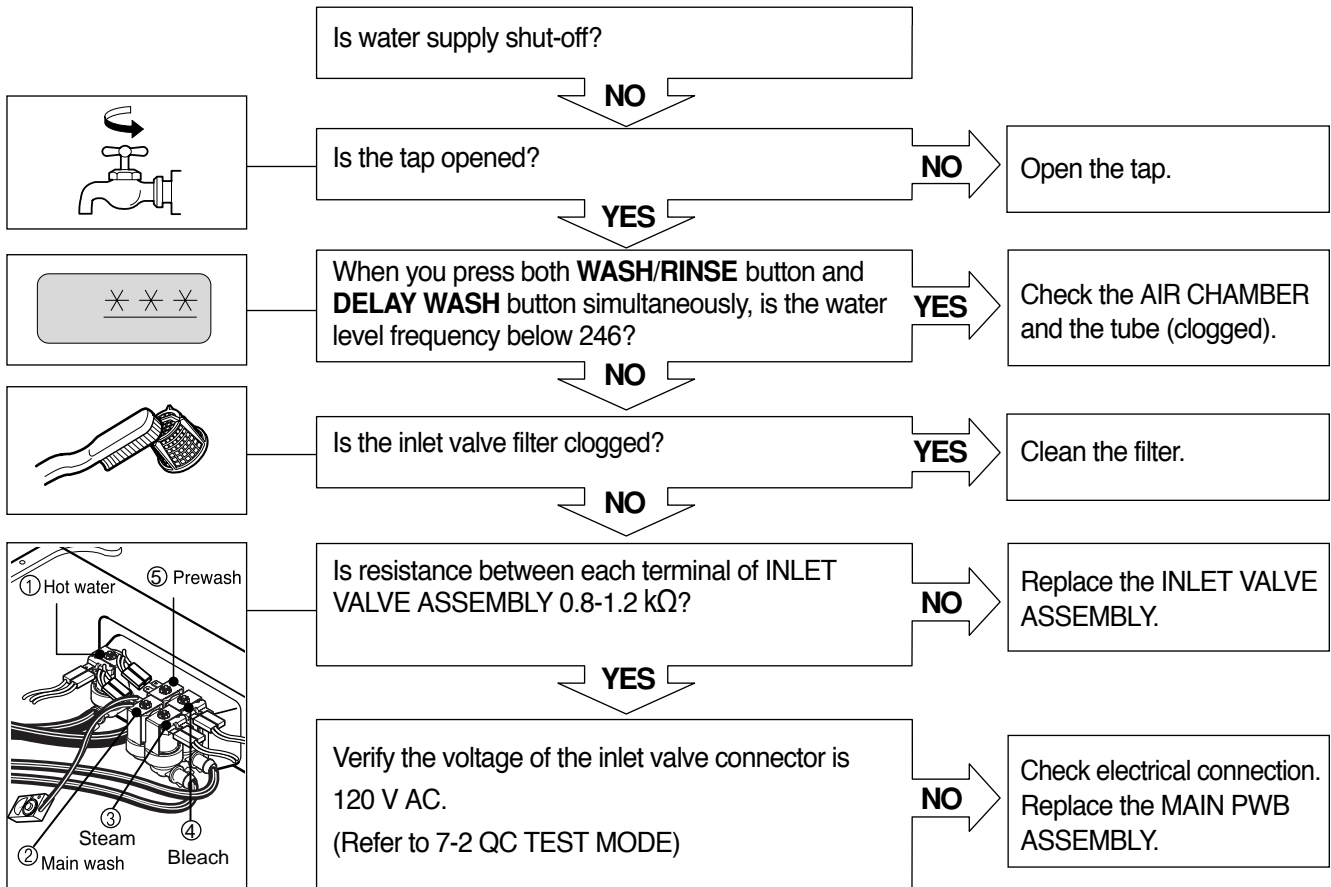 Is water supply shut-off?
NO
Is the tap opened?
NO
Open the tap.
YES
When you press both WASH/RINSE button and
DELAY WASH button simultaneously, is the water
level frequency below 246?
YES
Check the AIR CHAMBER
and the tube (clogged).
NO
Is the inlet valve filter clogged?
YES
Clean the filter.
NO
① Hot water
⑤ Prewash
③
Steam
④
Bleach
② Main wash
Is resistance between each terminal of INLET
VALVE ASSEMBLY 0.8-1.2 kΩ?
NO
Replace the INLET VALVE
ASSEMBLY.
YES
Verify the voltage of the inlet valve connector is
120 V AC.
(Refer to 7-2 QC TEST MODE)
NO
Check electrical connection.
Replace the MAIN PWB
ASSEMBLY.